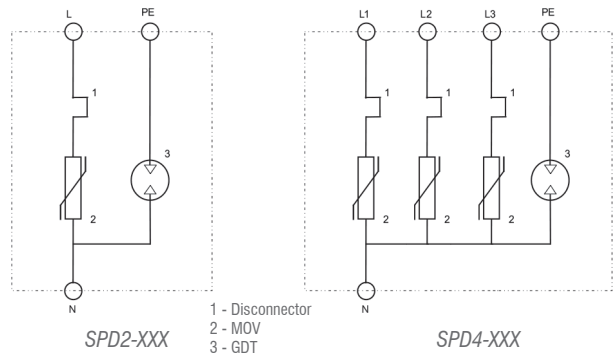 L PE L1 L2 L3 PE
1 1 1 1
3 3
2 2 2 2
N N
1 - Disconnector
2 - MOV
3 - GDT
SPD2-XXX SPD4-XXX